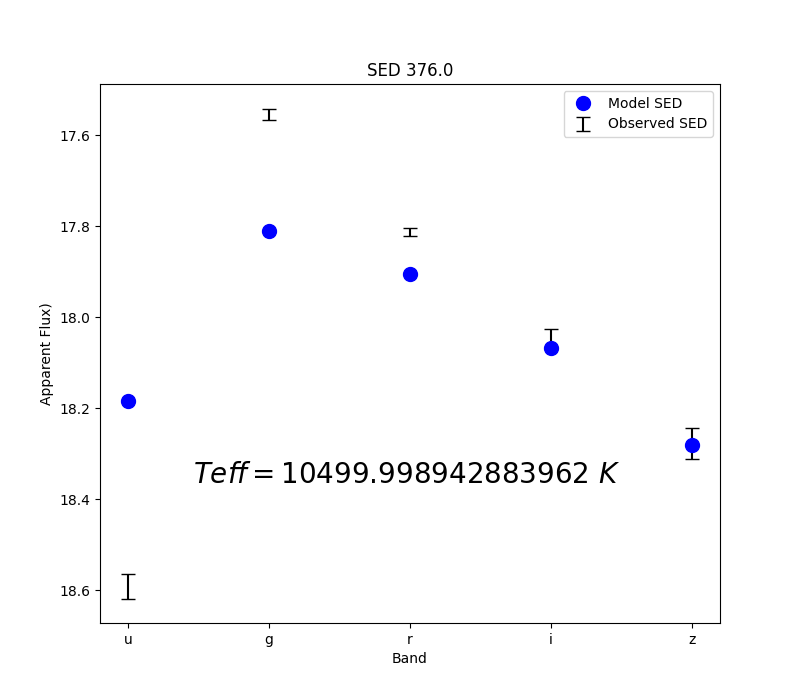 SED 376.0
Model SED
Observed SED
17.6
17.8
18.0
18.2
18.4
18.6
Apparent Flux)
Teff = 10499.998942883962 K
u g r i z
Band